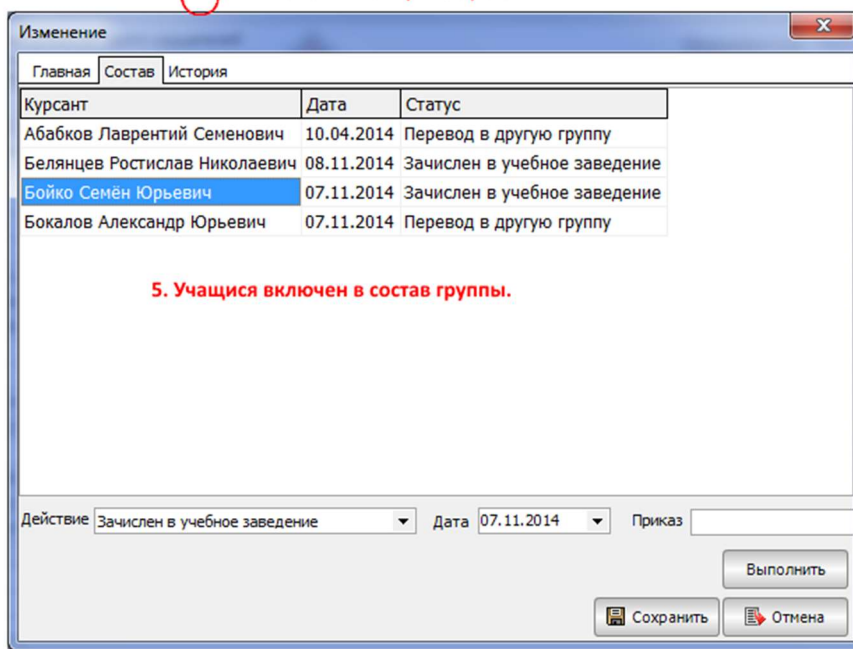 Изменение
Главная Состав История
Курсант Дата Статус
Абабков Лаврентий Семенович 10.04.2014 Перевод в другую группу
Белянцев Ростислав Николаевич 08.11.2014 Зачислен в учебное заведение
Бойко Семён Юрьевич 07.11.2014 Зачислен в учебное заведение
Бокалов Александр Юрьевич 07.11.2014 Перевод в другую группу
5. Учащися включен в состав группы.
Действие Зачислен в учебное заведение Дата 07.11.2014 Приказ
Выполнить
Сохранить Отмена